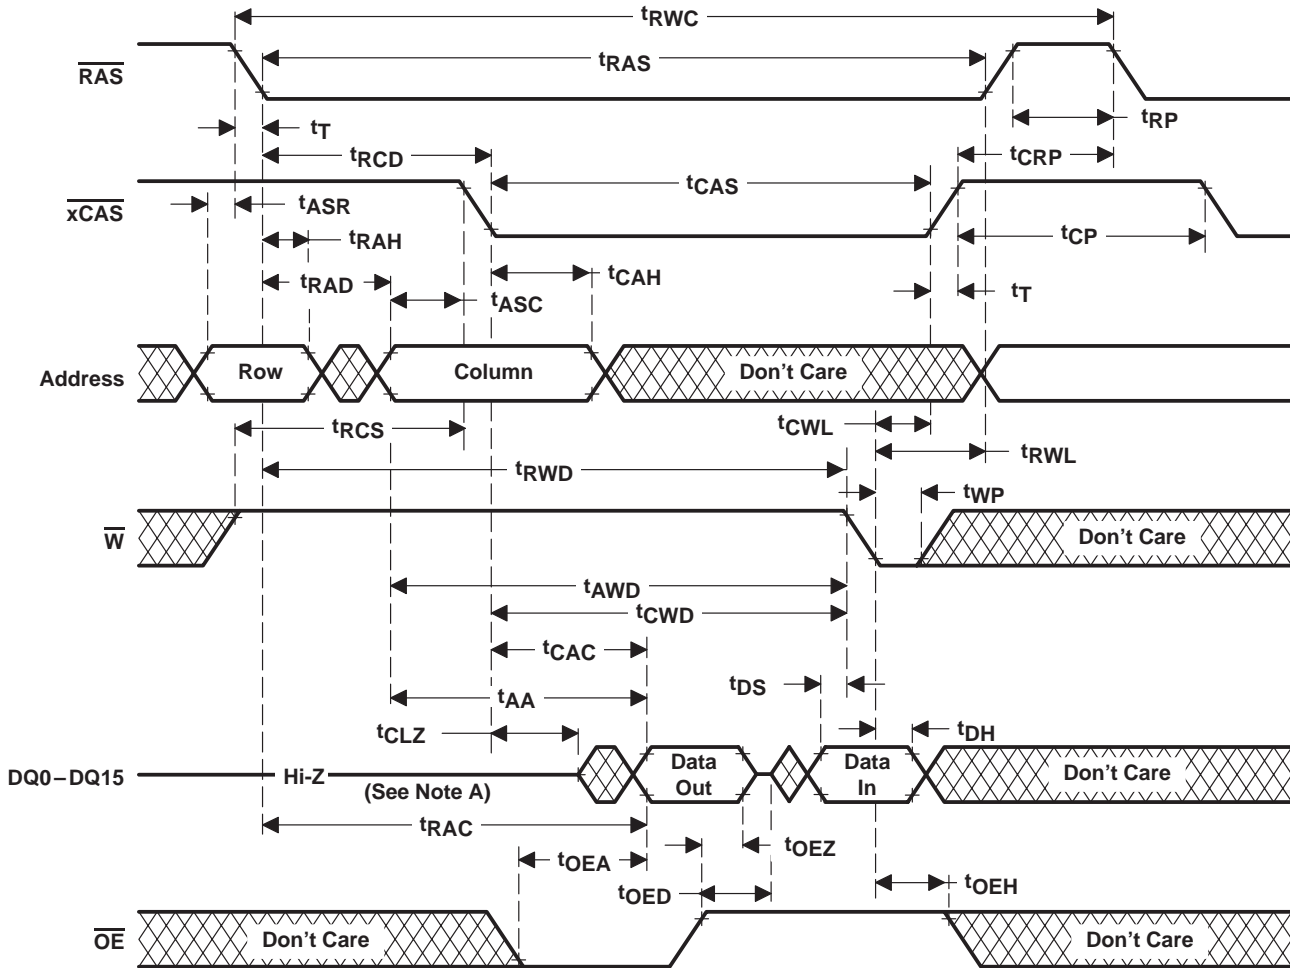 tRWC
RAS
tRAS
tT
tRP
tRCD
tCRP
xCAS
tCAS
tASR
tRAH
tCP
tRAD
tCAH
tASC
tT
Address
Row
Column
Don't Care
tRCS
tCWL
tRWL
tRWD
tWP
W
Don't Care
tAWD
tCWD
tCAC
tDS
tAA
tCLZ
tDH
DQ0–DQ15
Hi-Z
(See Note A)
Data
Out
Data
In
Don't Care
tRAC
tOEZ
tOEA
tOED
tOEH
OE
Don't Care
Don't Care